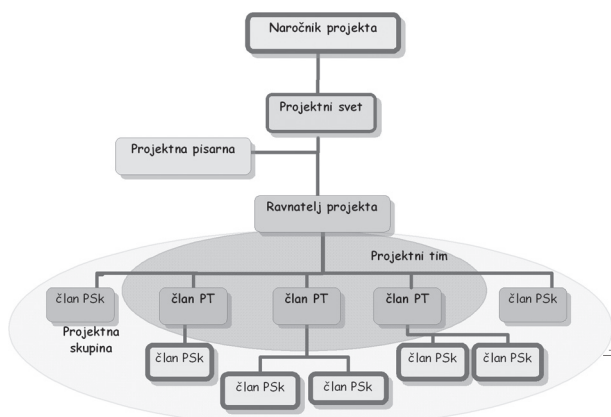 Naročnik projekta
Projektni svet
Projektna pisarna
Ravnatelj projekta
Projektni tim
član PSk
član PT
član PT
član PT
član PSk
Projektna
skupina
član PSk
član PSk
član PSk
član PSk
član PSk